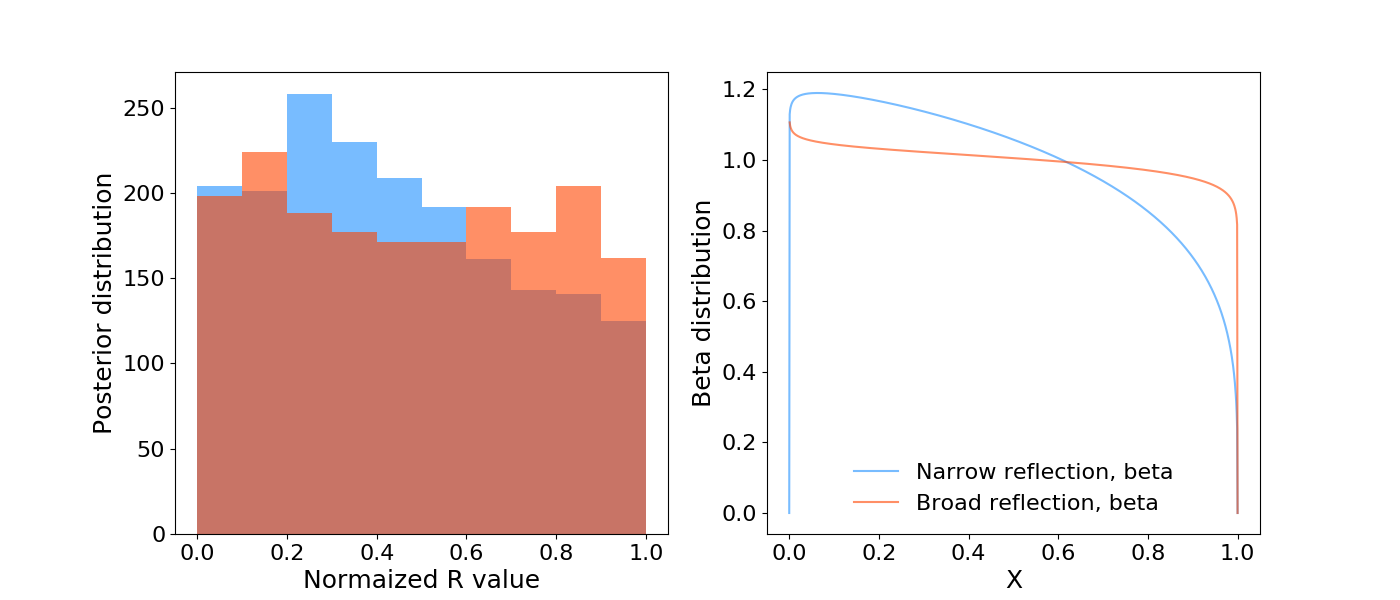 Posterior distribution
250
200
150
100
50
0
0.0 0.2 0.4 0.6 0.8 1.0
Normaized R value
Beta distribution
1.2
1.0
0.8
0.6
0.4
0.2
0.0
Narrow reflection, beta
Broad reflection, beta
0.0 0.2 0.4 0.6 0.8 1.0
X